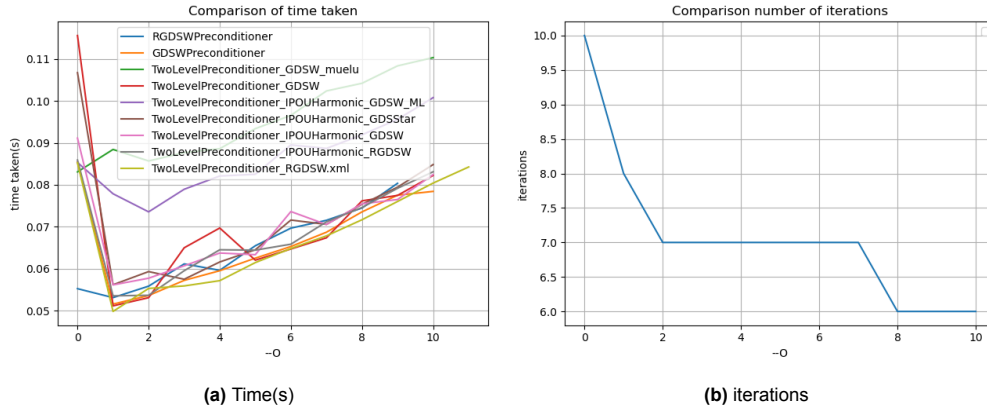 Comparison of time taken
RGDSWPreconditioner
GDSWPreconditioner
TwoLevelPreconditioner_GDSW_muelu
TwoLevelPreconditioner_GDSW
TwoLevelPreconditioner_IPOUHarmonic_GDSW_ML
TwoLevelPreconditioner_IPOUHarmonic_GDSStar
TwoLevelPreconditioner_IPOUHarmonic_GDSW
TwoLevelPreconditioner_IPOUHarmonic_RGDSW
TwoLevelPreconditioner_RGDSW.xml
time taken(s)
0.11
0.10
0.09
0.08
0.07
0.06
0.05
0 2 4 6 8 10
--O
(a) Time(s)
Comparison number of iterations
iterations
10.0
9.5
9.0
8.5
8.0
7.5
7.0
6.5
6.0
0 2 4 6 8 10
--O
(b) iterations